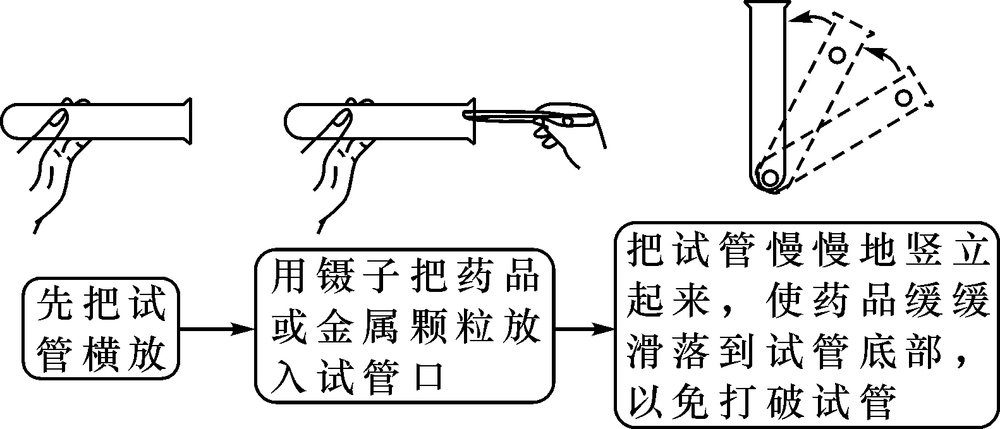 先把试
管横放
用镊子把药品
或金属颗粒放
入试管口
把试管慢慢地竖立
起来，使药品缓缓
滑落到试管底部，
以免打破试管